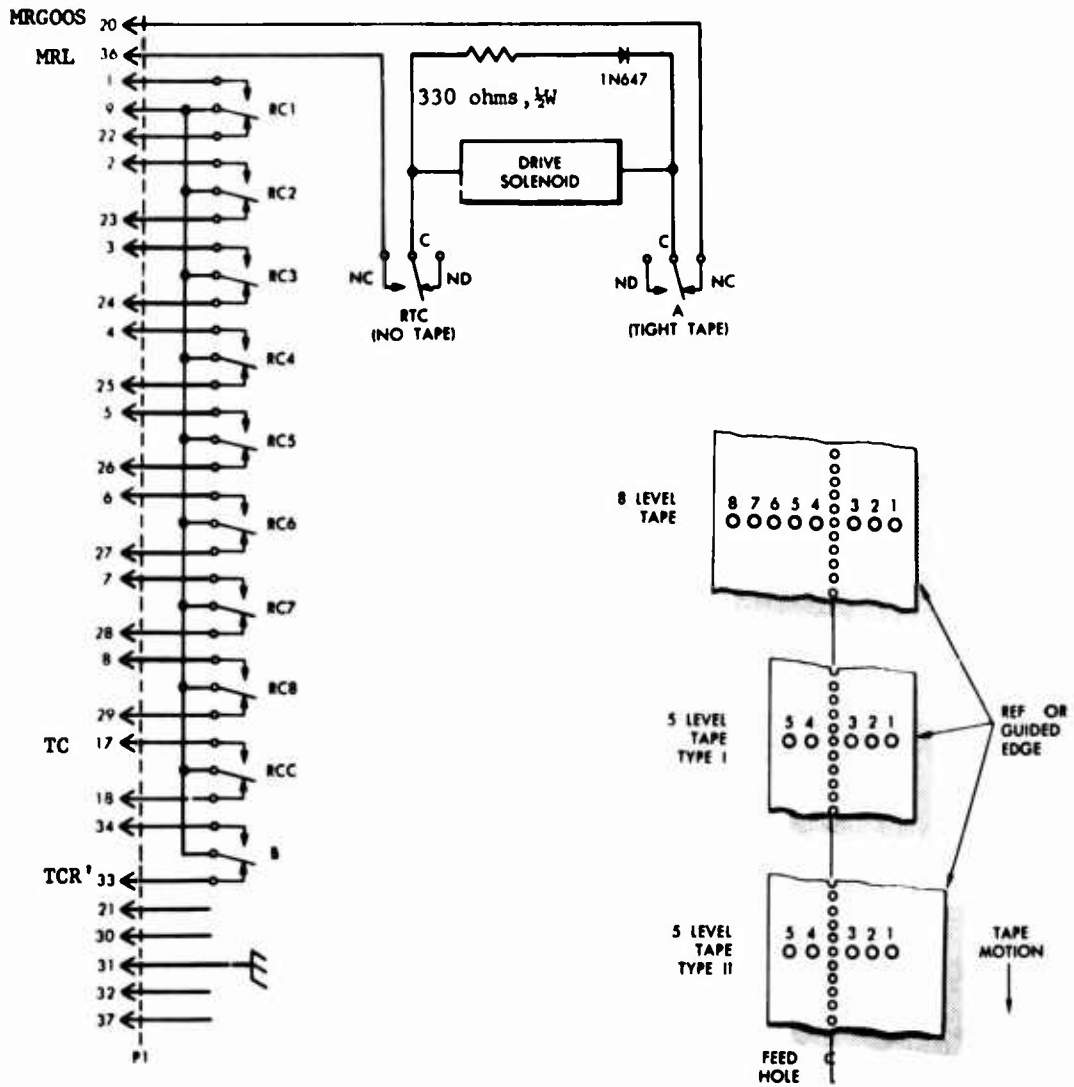 MRGOOS 20
MRL 36
1
9 RC1
22
2
RC2
23
3
RC3
24
4
RC4
25
5
RC5
26
6
RC6
27
7
RC7
28
8
RC8
29
TC 17
RCC
18
34
B
TCR' 33
21
30
31
32
37
P1
1N647
330 ohms, ½W
DRIVE
SOLENOID
C
NC ND
RTC
(NO TAPE)
C
ND NC
A
(TIGHT TAPE)
8 LEVEL
TAPE
8 7 6 5 4 3 2 1
5 LEVEL
TAPE
TYPE I
5 4 3 2 1
REF OR
GUIDED
EDGE
5 LEVEL
TAPE
TYPE II
5 4 3 2 1
TAPE
MOTION
FEED
HOLE
C